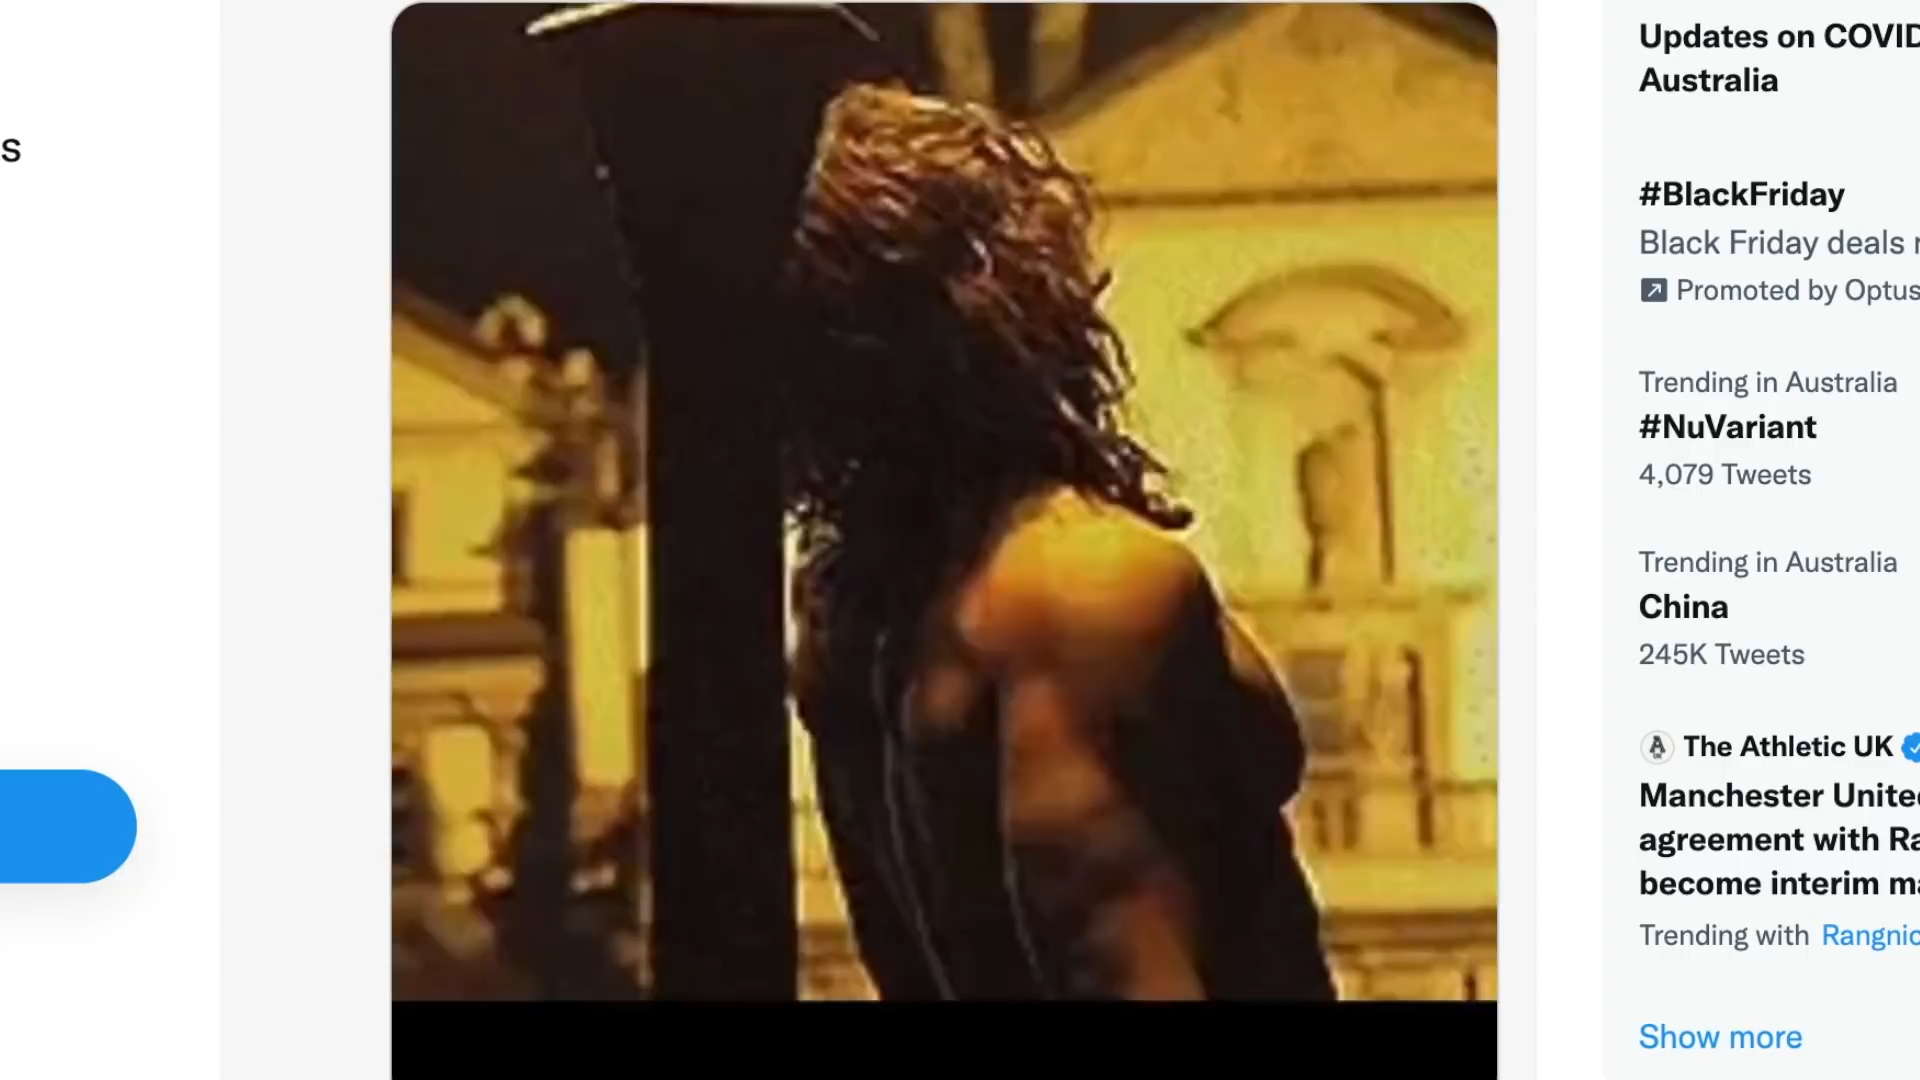 s
Updates on COVID
Australia
#BlackFriday
Black Friday deals
Promoted by Optus
Trending in Australia
#NuVariant
4,079 Tweets
Trending in Australia
China
245K Tweets
The Athletic UK
Manchester United
agreement with Ra
become interim ma
Trending with Rangnic
Show more